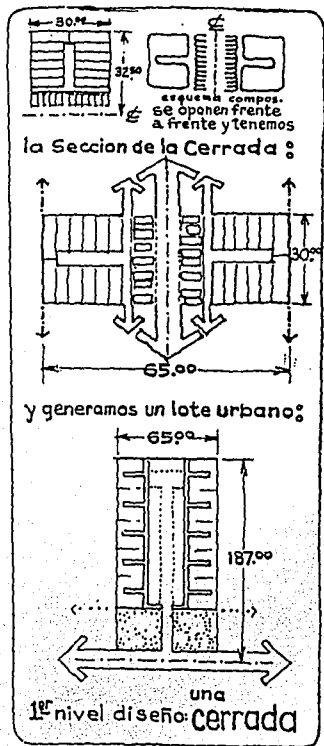 30.⁰⁰
32.⁵⁰
℄
℄
esquema compos.
se oponen frente
a frente y tenemos
la Seccion de la Cerrada:
30.⁰⁰
65.⁰⁰
y generamos un lote urbano:
65.⁰⁰
187.⁰⁰
1er nivel diseño: una
cerrada